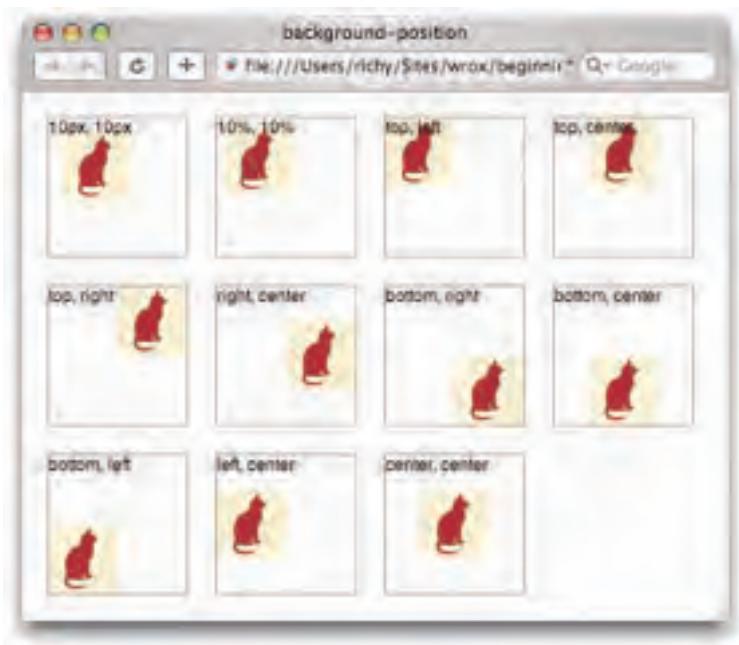 background-position
file:///Users/richy/Sites/wrox/beginnin
Google
10px, 10px
10%, 10%
top, left
top, center
top, right
right, center
bottom, right
bottom, center
bottom, left
left, center
center, center